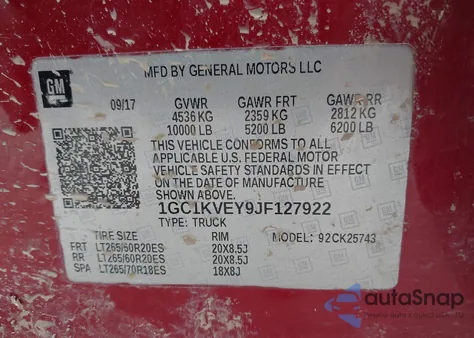 GM
MFD BY GENERAL MOTORS LLC
09/17 GVWR GAWR FRT GAWR RR
4536 KG 2359 KG 2812 KG
10000 LB 5200 LB 6200 LB
THIS VEHICLE CONFORMS TO ALL
APPLICABLE U.S. FEDERAL MOTOR
VEHICLE SAFETY STANDARDS IN EFFECT
ON THE DATE OF MANUFACTURE
SHOWN ABOVE.
1GC1KVEY9JF127922
TYPE: TRUCK
TIRE SIZE RIM MODEL: 92CK25743
FRT LT265/60R20ES 20X8.5J
RR LT265/60R20ES 20X8.5J
SPA LT265/70R18ES 18X8J
autoSnap